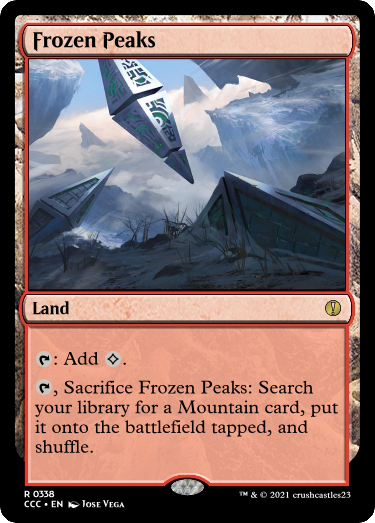 Frozen Peaks
Land
: Add .
, Sacrifice Frozen Peaks: Search
your library for a Mountain card, put
it onto the battlefield tapped, and
shuffle.
R 0338
CCC • EN Jose Vega
™ & © 2021 crushcastles23